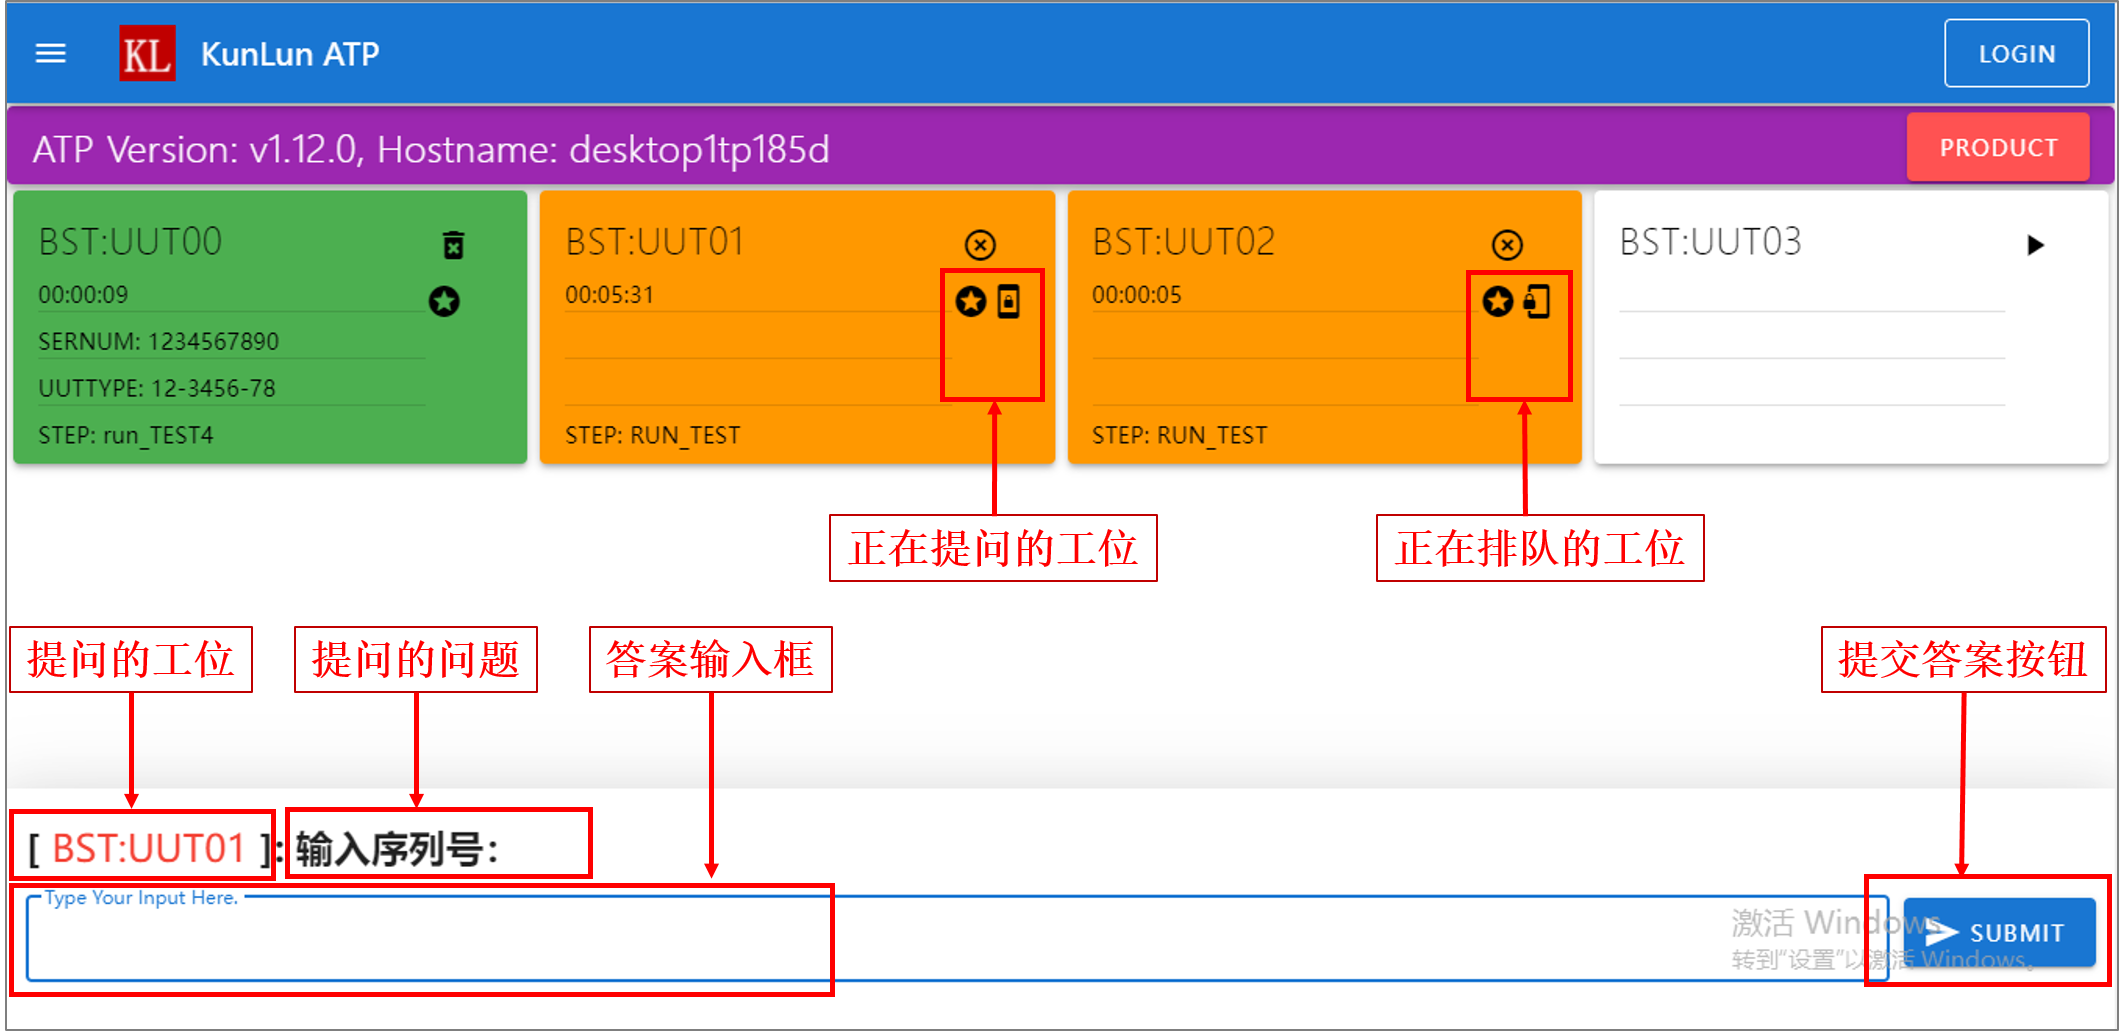 KL KunLun ATP
LOGIN
ATP Version: v1.12.0, Hostname: desktop1tp185d
PRODUCT
BST:UUT00
00:00:09
SERNUM: 1234567890
UUTTYPE: 12-3456-78
STEP: run_TEST4
BST:UUT01
00:05:31
STEP: RUN_TEST
BST:UUT02
00:00:05
STEP: RUN_TEST
BST:UUT03
正在提问的工位
正在排队的工位
提问的工位
提问的问题
答案输入框
提交答案按钮
[ BST:UUT01 ]: 输入序列号:
Type Your Input Here.
SUBMIT
激活 Windows
转到“设置”以激活 Windows。